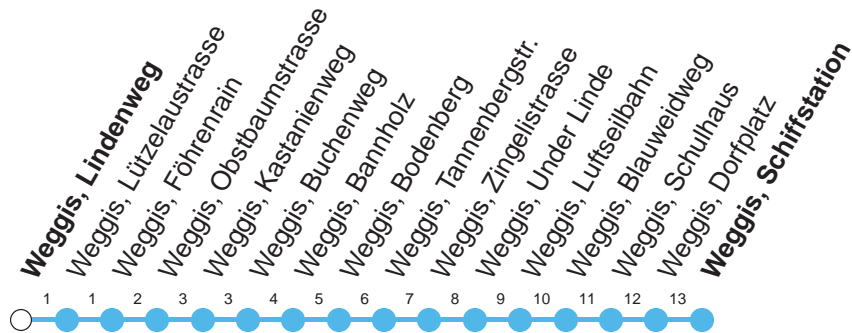 Weggis, Lindenweg
Weggis, Lützelaustrasse
Weggis, Föhrenrain
Weggis, Obstbaumstrasse
Weggis, Kastanienweg
Weggis, Buchenweg
Weggis, Bannholz
Weggis, Bodenberg
Weggis, Tannenbergstr.
Weggis, Zingelistrasse
Weggis, Under Linde
Weggis, Luftseilbahn
Weggis, Blauweidweg
Weggis, Schulhaus
Weggis, Dorfplatz
Weggis, Schiffstation
1 1 2 3 3 4 5 6 7 8 9 10 11 12 13